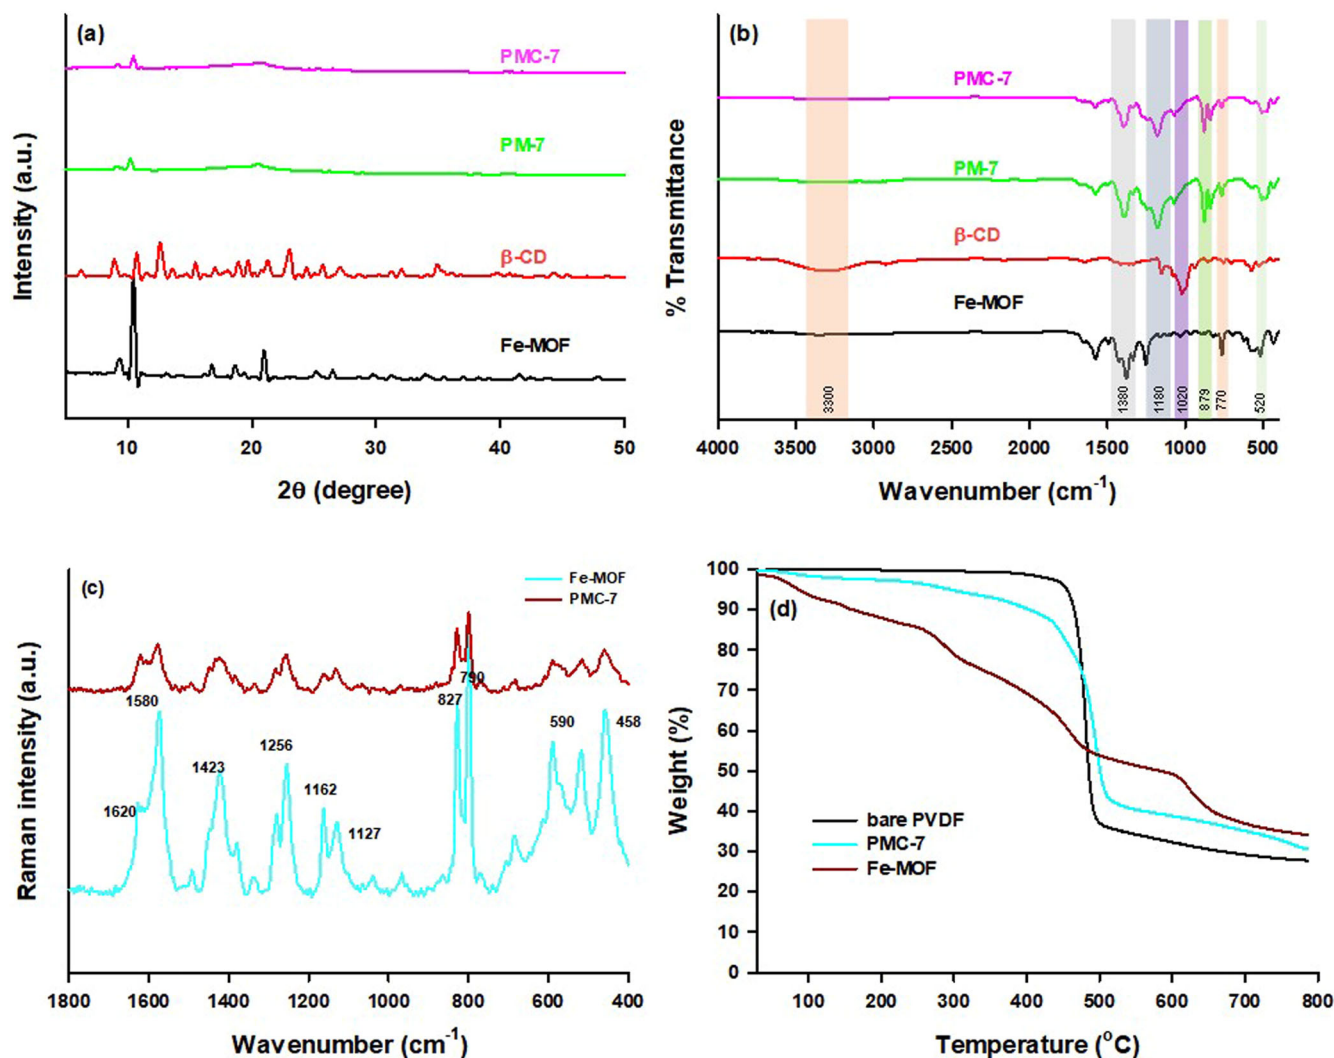 (a)
PMC-7
PM-7
β-CD
Fe-MOF
Intensity (a.u.)
10 20 30 40 50
2θ (degree)
(b)
PMC-7
PM-7
β-CD
Fe-MOF
% Transmittance
3300 1380 1180 1020 879 770 520
4000 3500 3000 2500 2000 1500 1000 500
Wavenumber (cm⁻¹)
(c)
Fe-MOF
PMC-7
Raman intensity (a.u.)
1620 1580 1423 1256 1162 1127 827 790 590 458
1800 1600 1400 1200 1000 800 600 400
Wavenumber (cm⁻¹)
(d)
Weight (%)
100
90
80
70
60
50
40
30
20
10
0
bare PVDF
PMC-7
Fe-MOF
100 200 300 400 500 600 700 800
Temperature (°C)